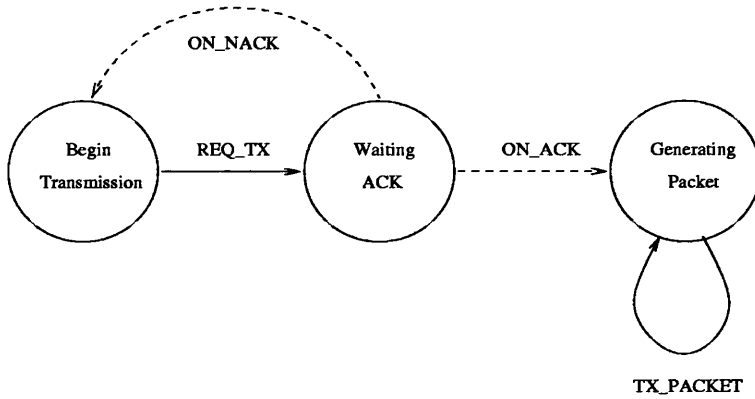 ON_NACK
Begin
Transmission
REQ_TX
Waiting
ACK
ON_ACK
Generating
Packet
TX_PACKET